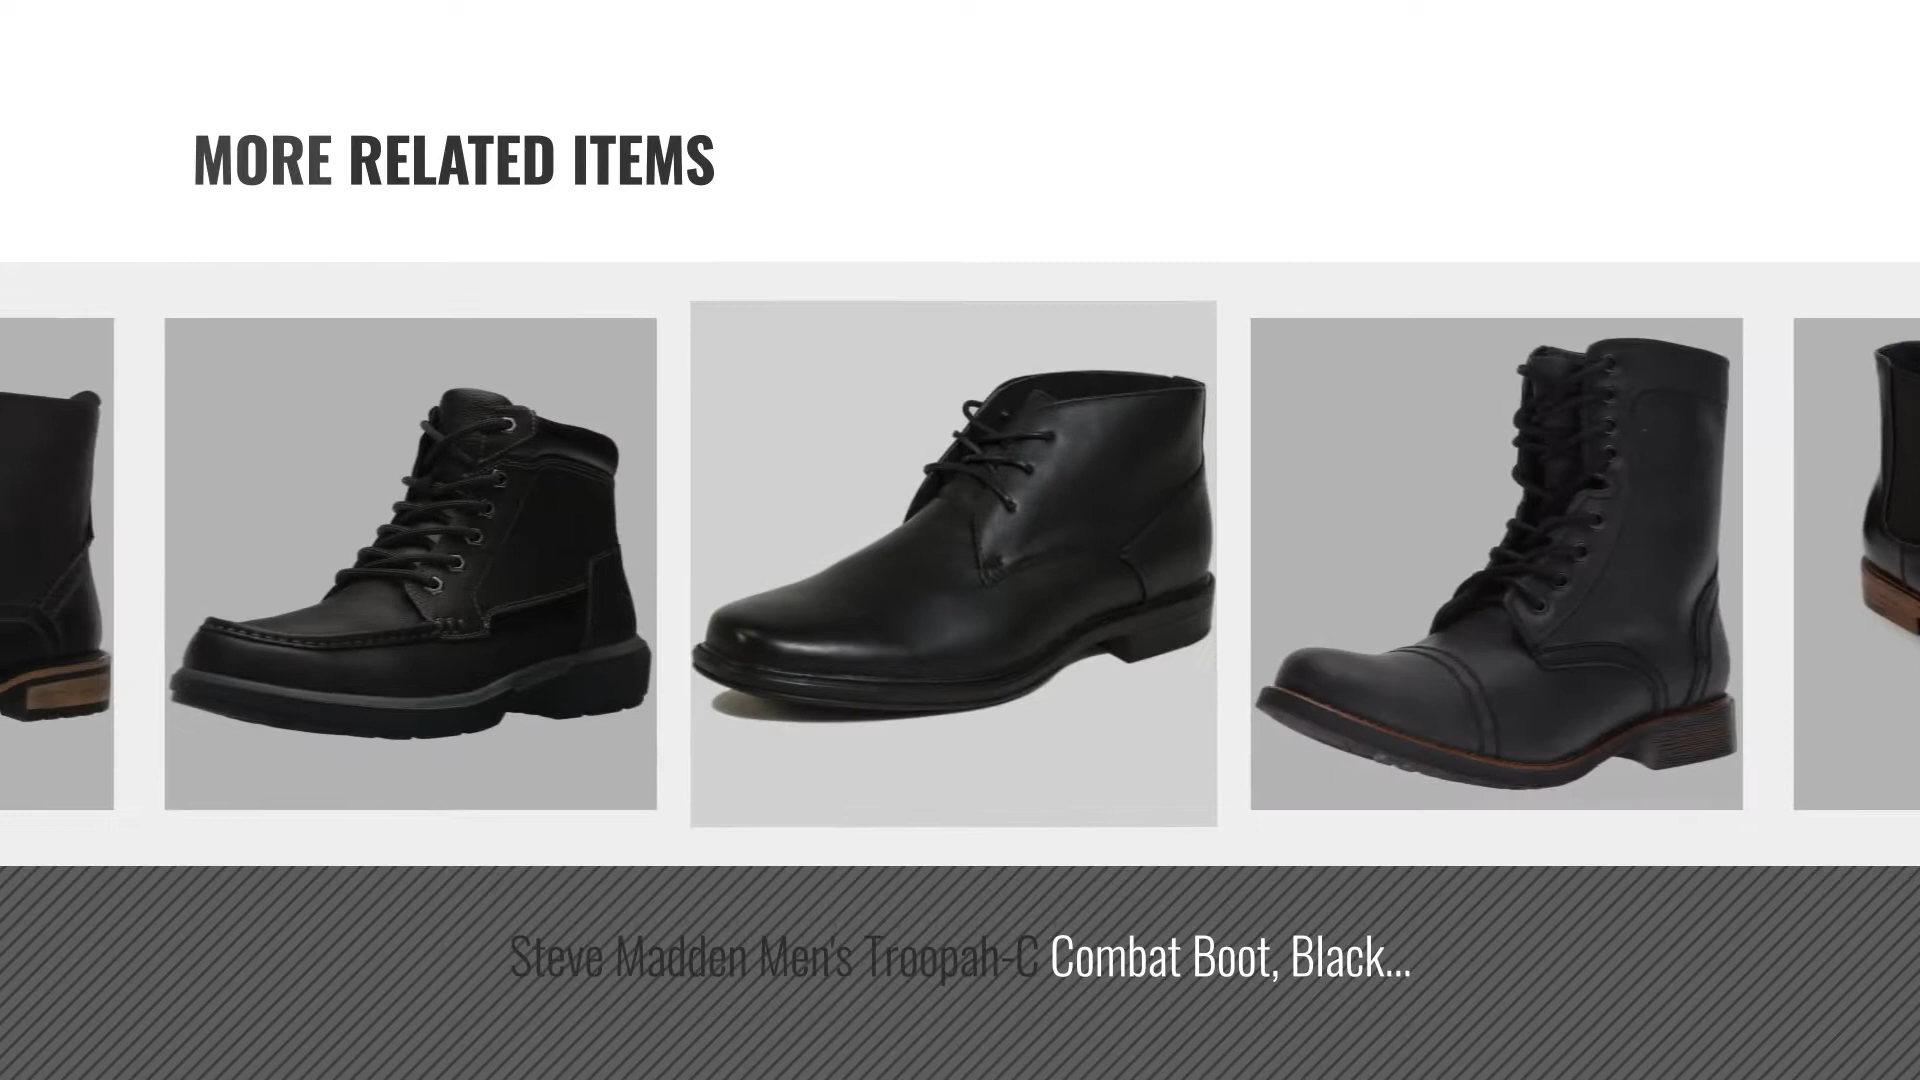 MORE RELATED ITEMS
Steve Madden Men's Troopah-C Combat Boot, Black...